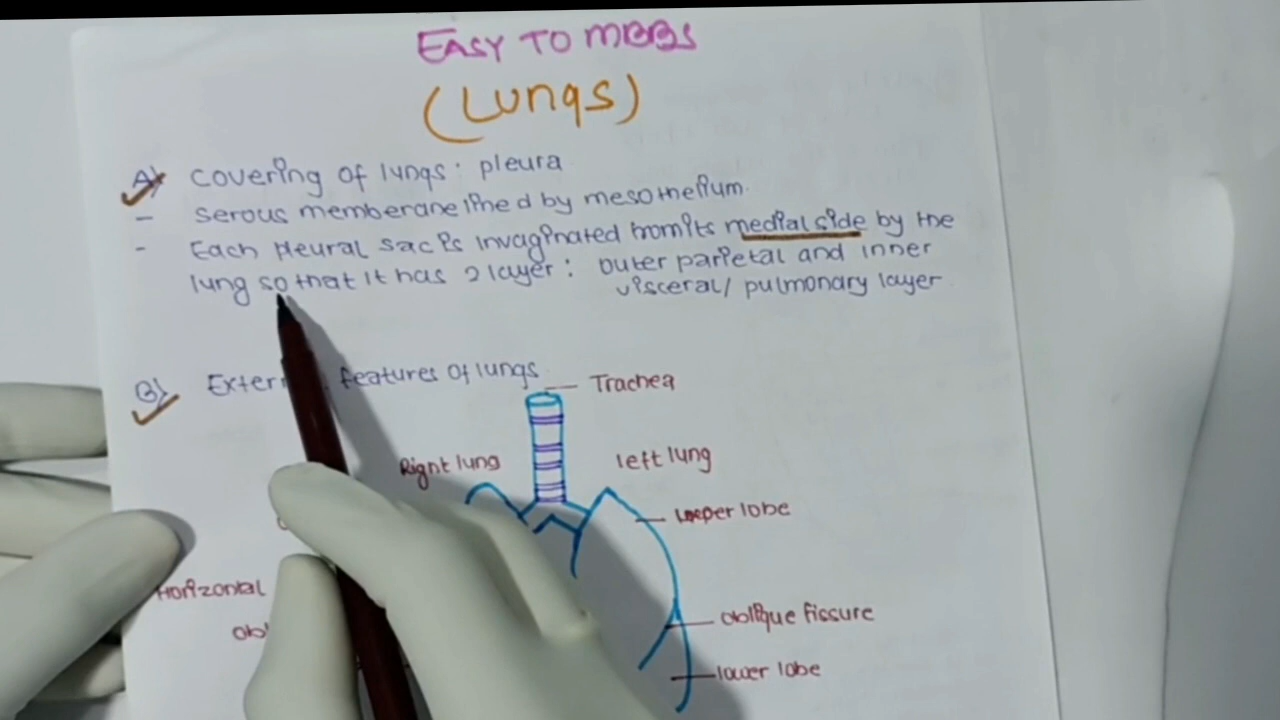 EASY TO MBBS
(Lungs)
A) covering of lungs: pleura
- serous memberane lined by mesothelium.
- Each pleural sac is invaginated from its medial side by the
lung so that it has 2 layer: outer parietal and inner
visceral/ pulmonary layer.
B) features of lungs
Trachea
Right lung
left lung
upper lobe
Horizontal
oblique fissure
lower lobe